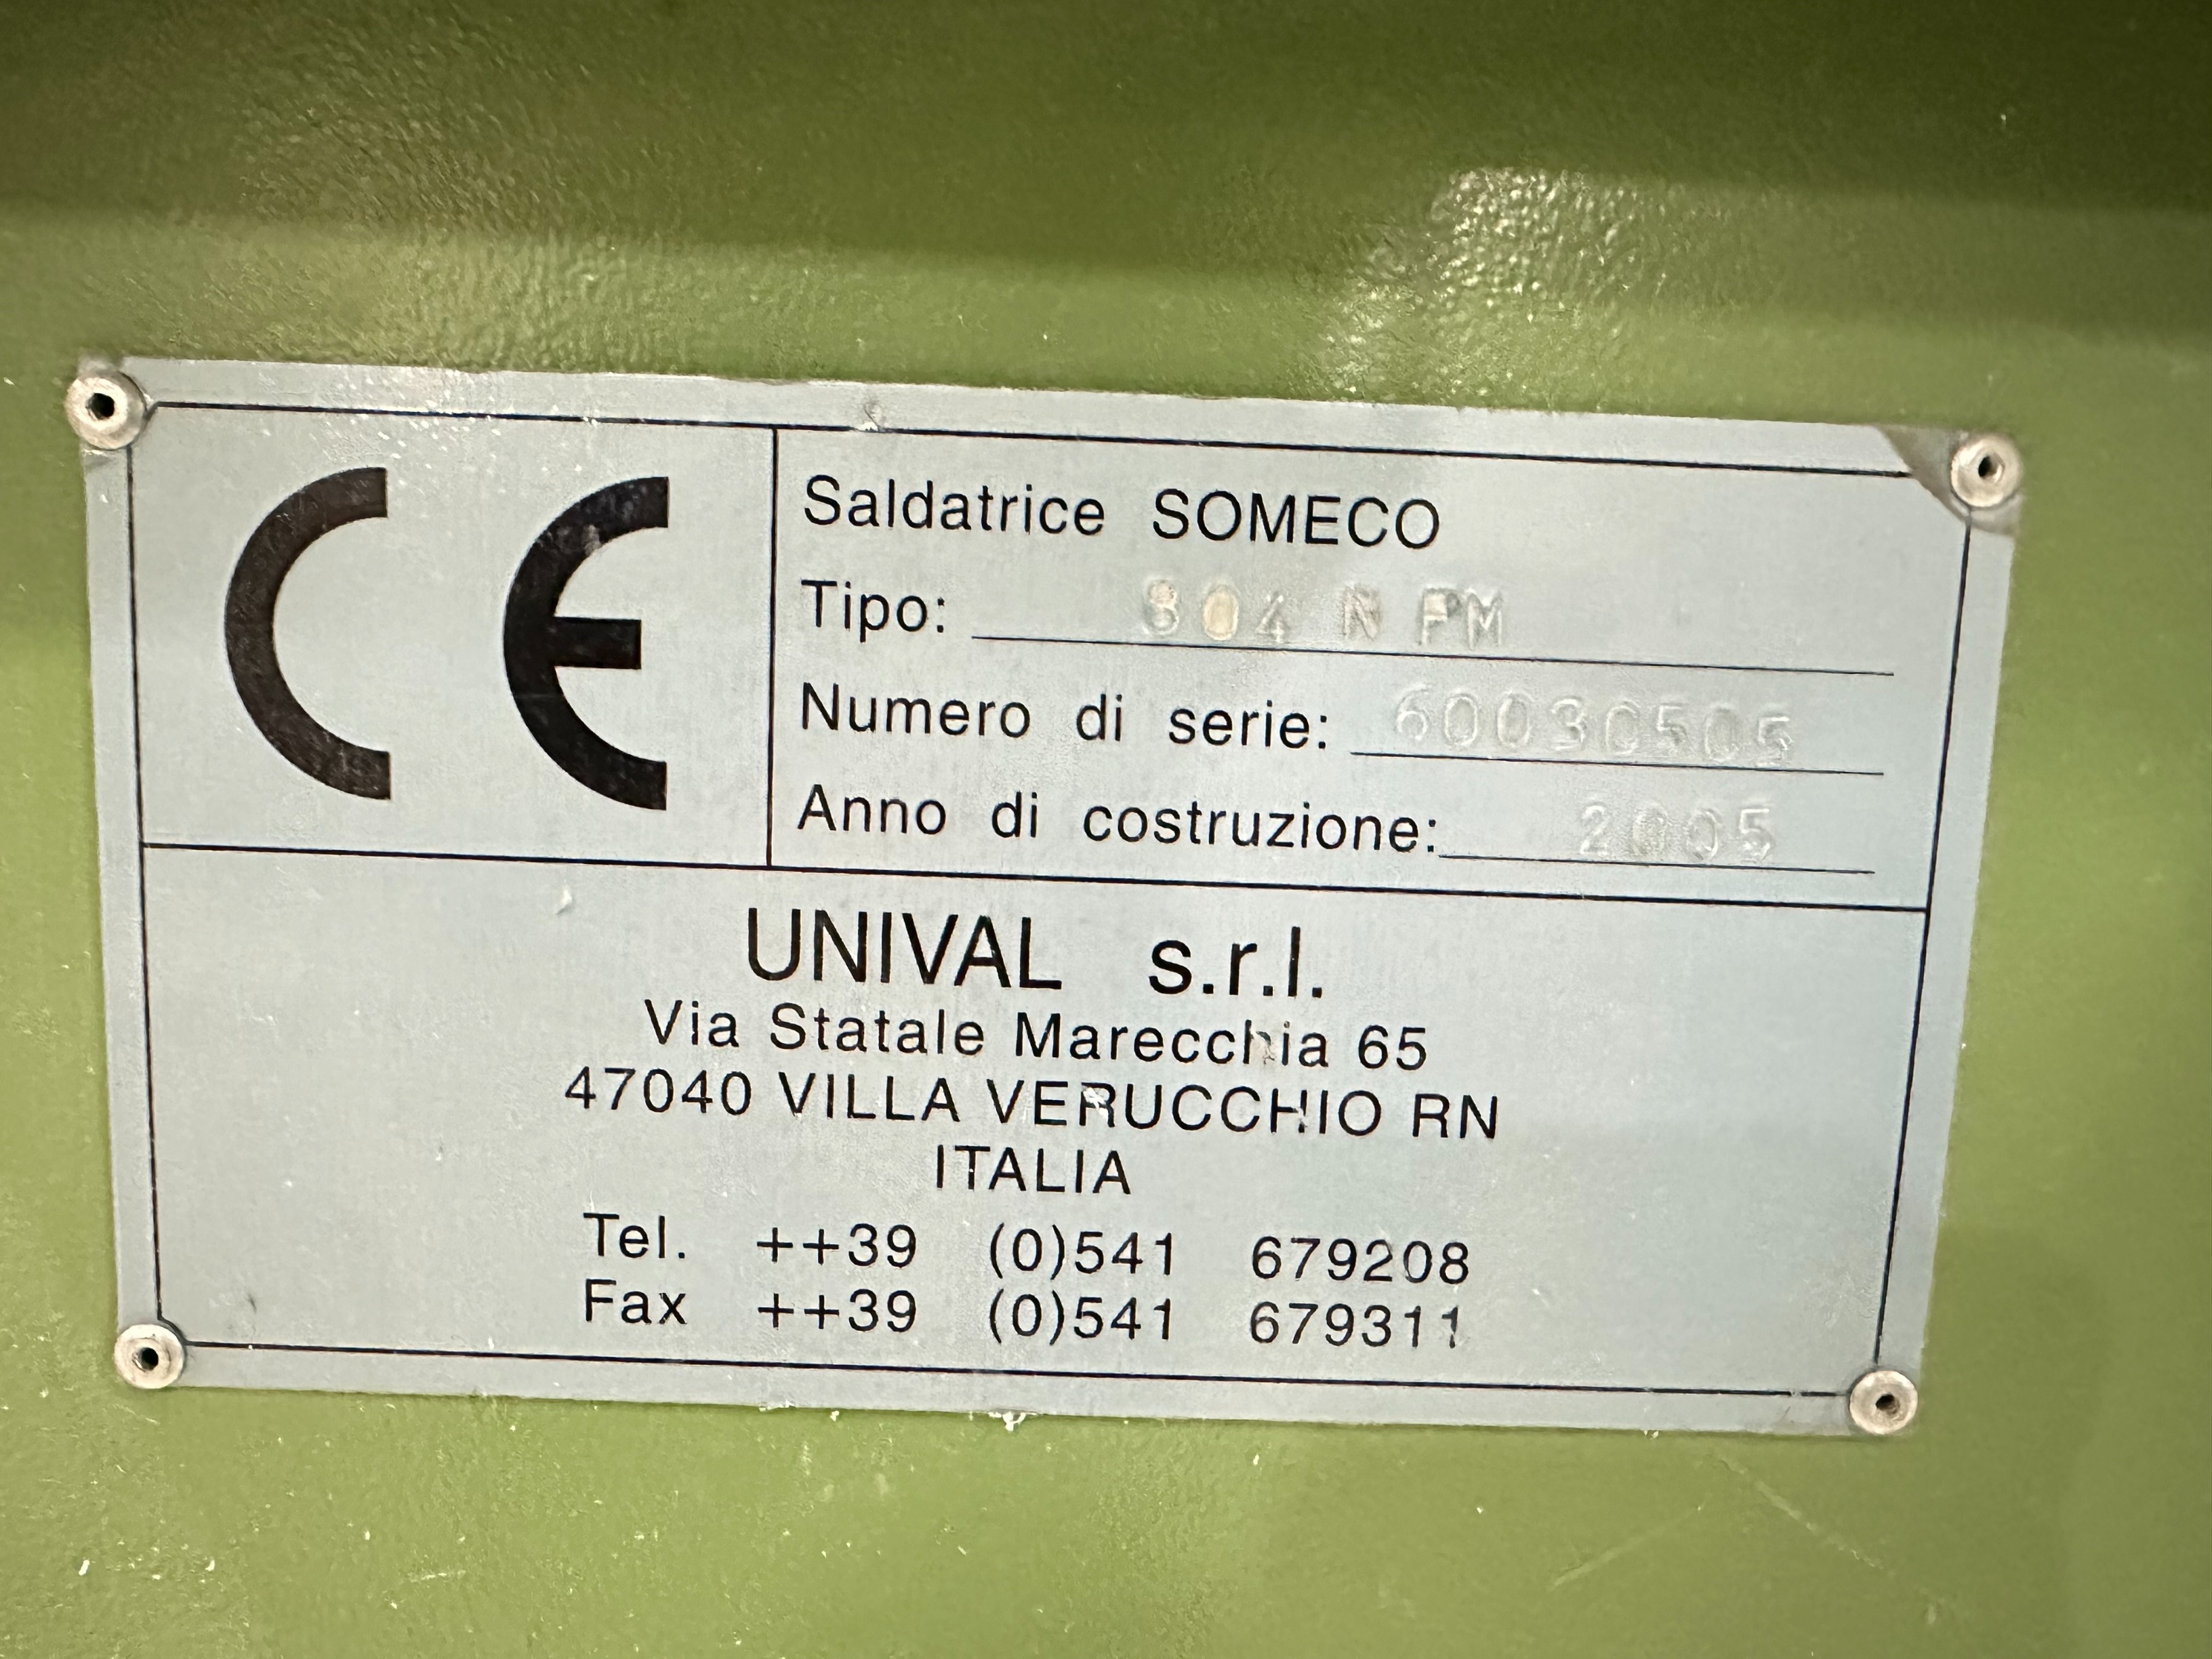 CE
Saldatrice SOMECO
Tipo: 804 N PM
Numero di serie: 60030505
Anno di costruzione: 2005
UNIVAL s.r.l.
Via Statale Marecchia 65
47040 VILLA VERUCCHIO RN
ITALIA
Tel. ++39 (0)541 679208
Fax ++39 (0)541 679311